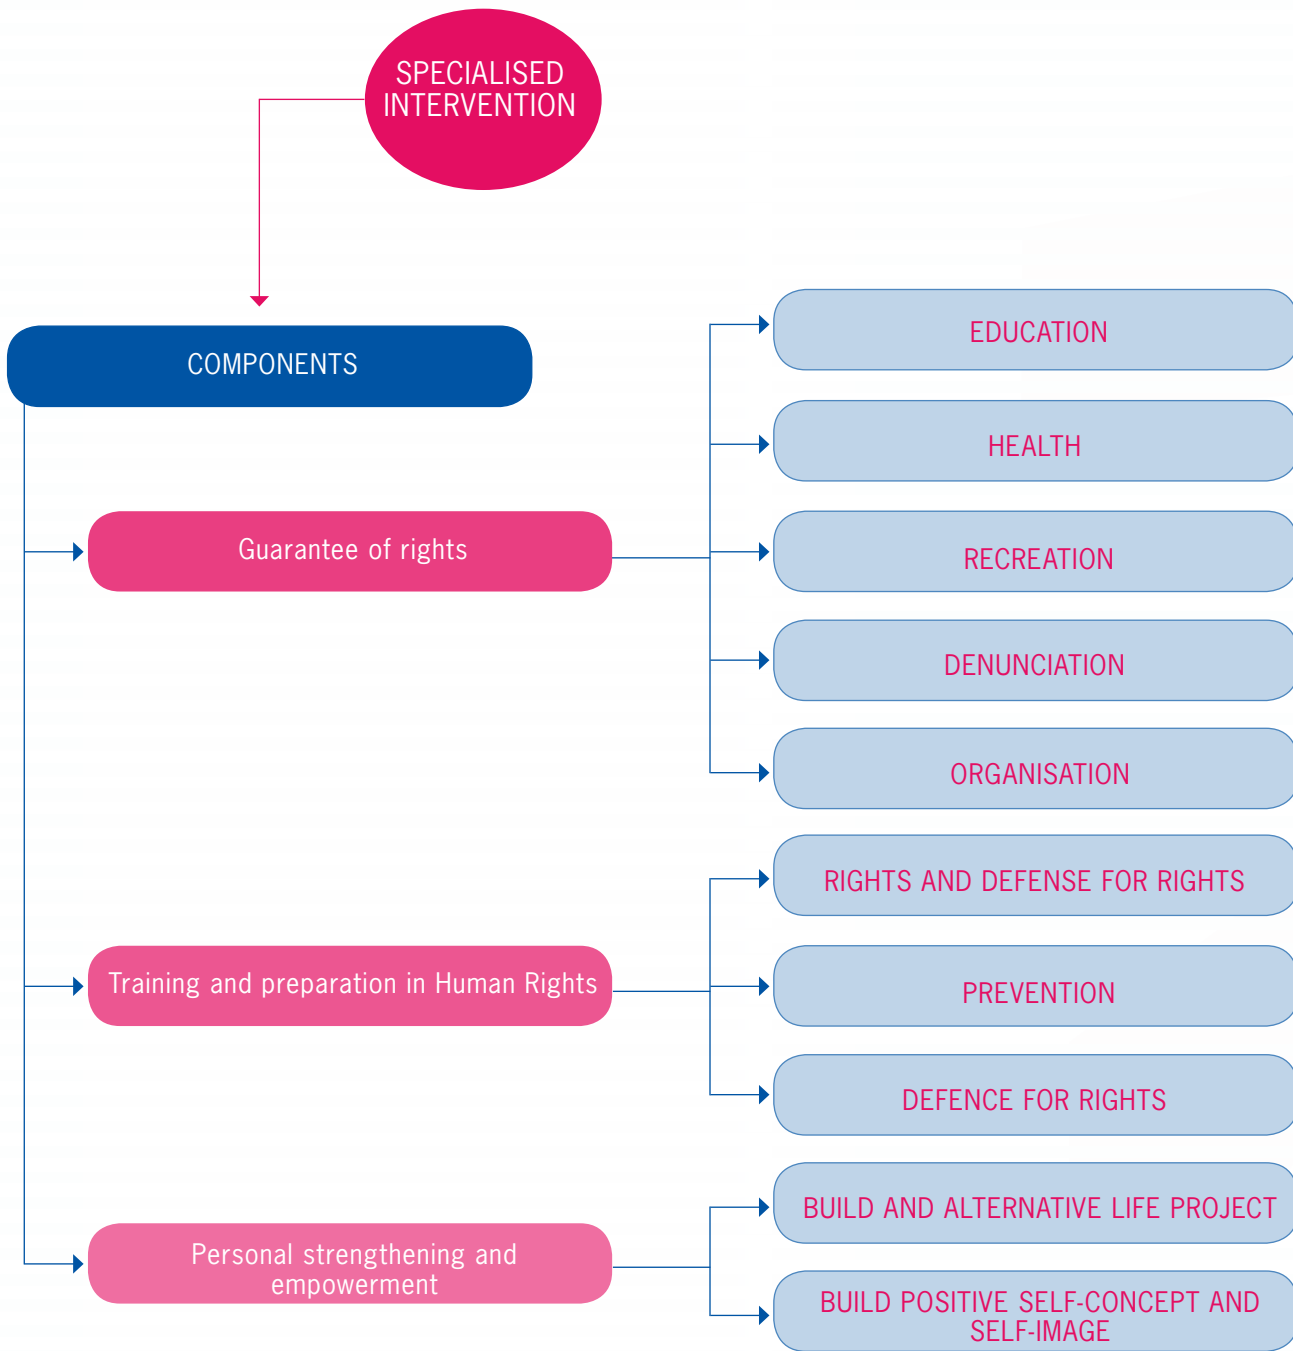 SPECIALISED
INTERVENTION
COMPONENTS
Guarantee of rights
EDUCATION
HEALTH
RECREATION
DENUNCIATION
ORGANISATION
Training and preparation in Human Rights
RIGHTS AND DEFENSE FOR RIGHTS
PREVENTION
DEFENCE FOR RIGHTS
Personal strengthening and
empowerment
BUILD AND ALTERNATIVE LIFE PROJECT
BUILD POSITIVE SELF-CONCEPT AND
SELF-IMAGE